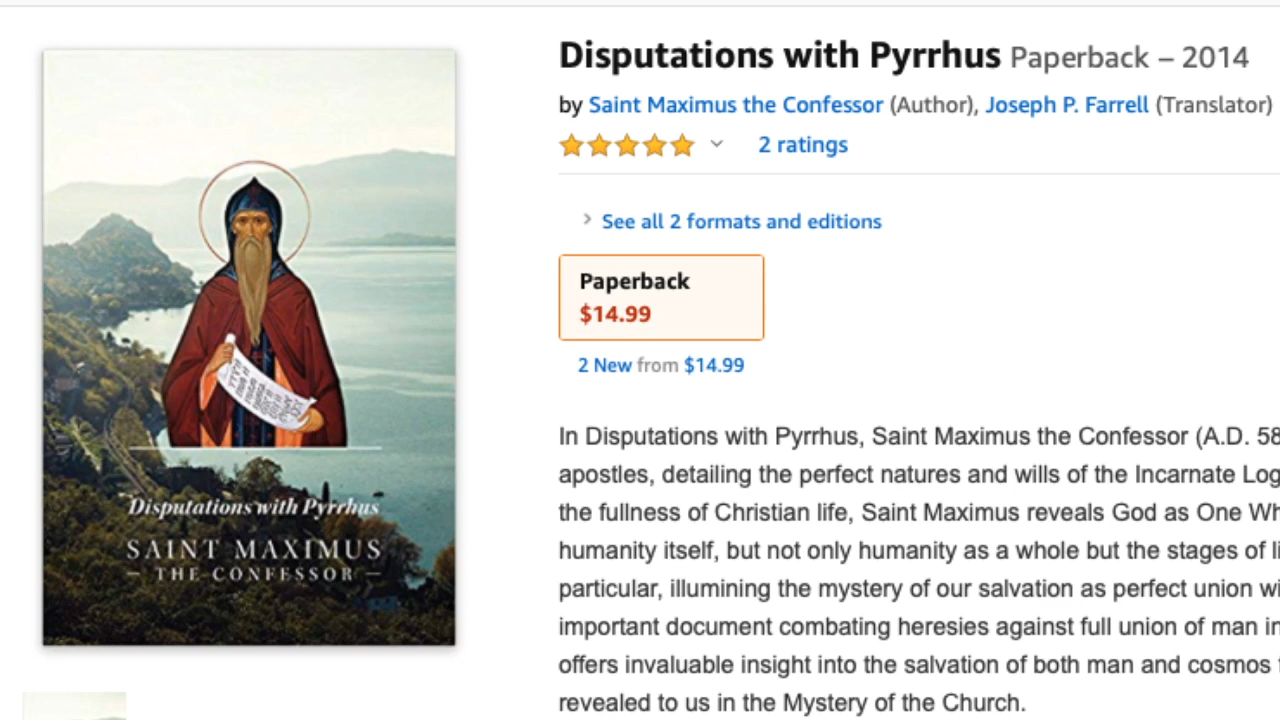 Disputations with Pyrrhus Paperback – 2014
by Saint Maximus the Confessor (Author), Joseph P. Farrell (Translator)
2 ratings
See all 2 formats and editions
Paperback
$14.99
2 New from $14.99
In Disputations with Pyrrhus, Saint Maximus the Confessor (A.D. 58
apostles, detailing the perfect natures and wills of the Incarnate Log
the fullness of Christian life, Saint Maximus reveals God as One Wh
humanity itself, but not only humanity as a whole but the stages of li
particular, illumining the mystery of our salvation as perfect union wi
important document combating heresies against full union of man in
offers invaluable insight into the salvation of both man and cosmos
revealed to us in the Mystery of the Church.
Disputations with Pyrrhus
SAINT MAXIMUS
– THE CONFESSOR –